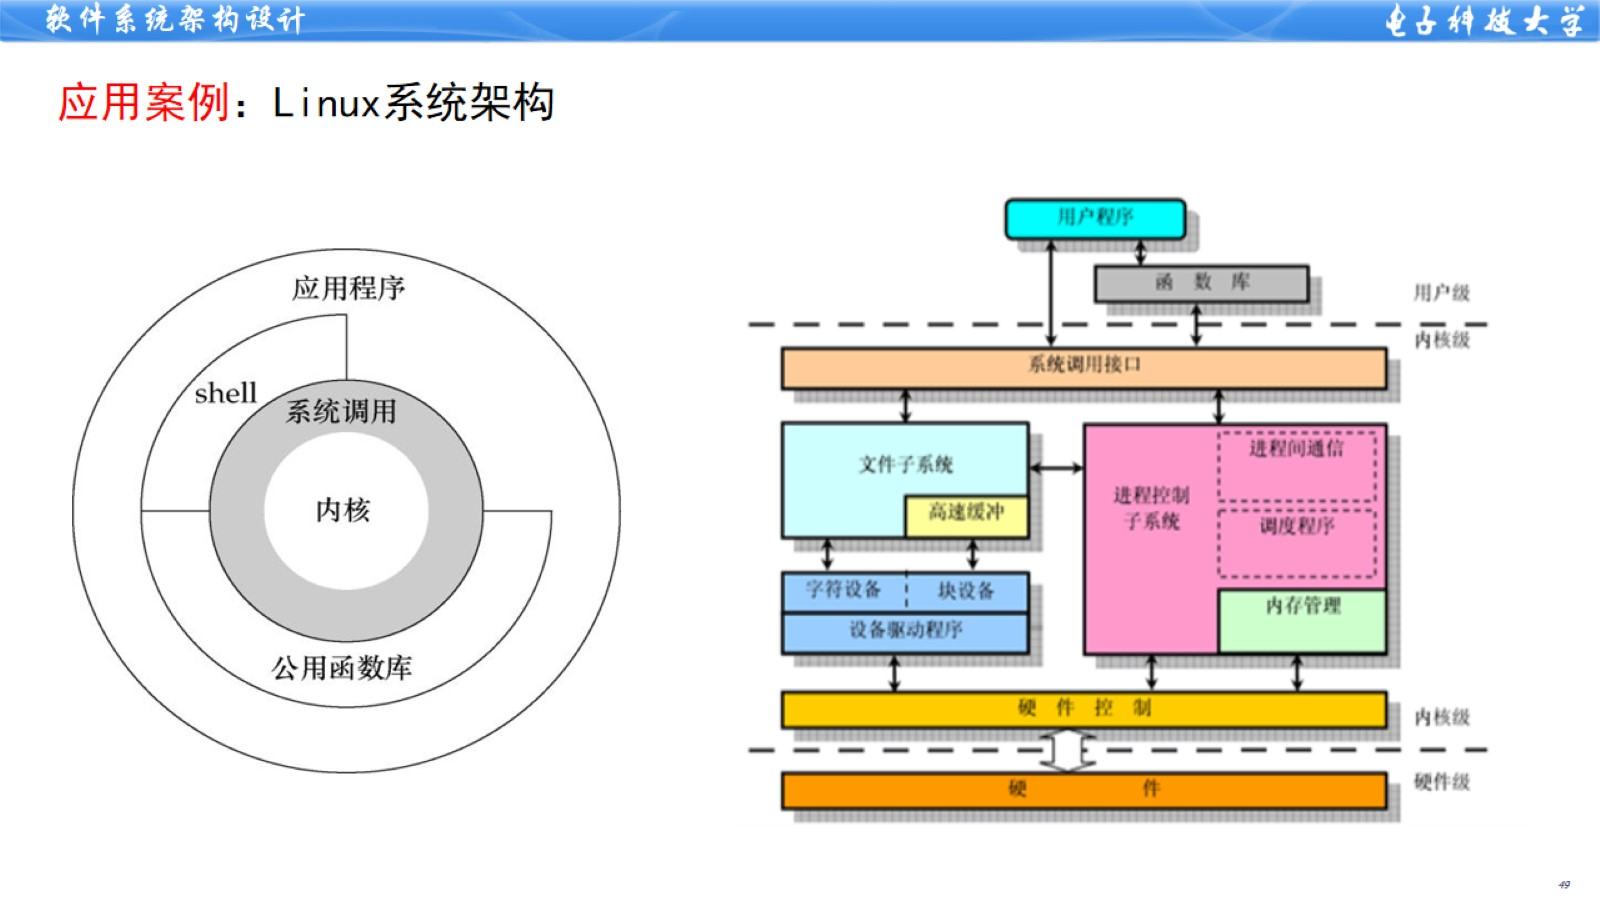 软件系统架构设计
电子科技大学
应用案例：Linux系统架构
应用程序
shell
系统调用
内核
公用函数库
用户程序
函 数 库
用户级
内核级
系统调用接口
文件子系统
高速缓冲
进程控制
子系统
进程间通信
调度程序
内存管理
字符设备
块设备
设备驱动程序
硬 件 控 制
内核级
硬 件
硬件级
49